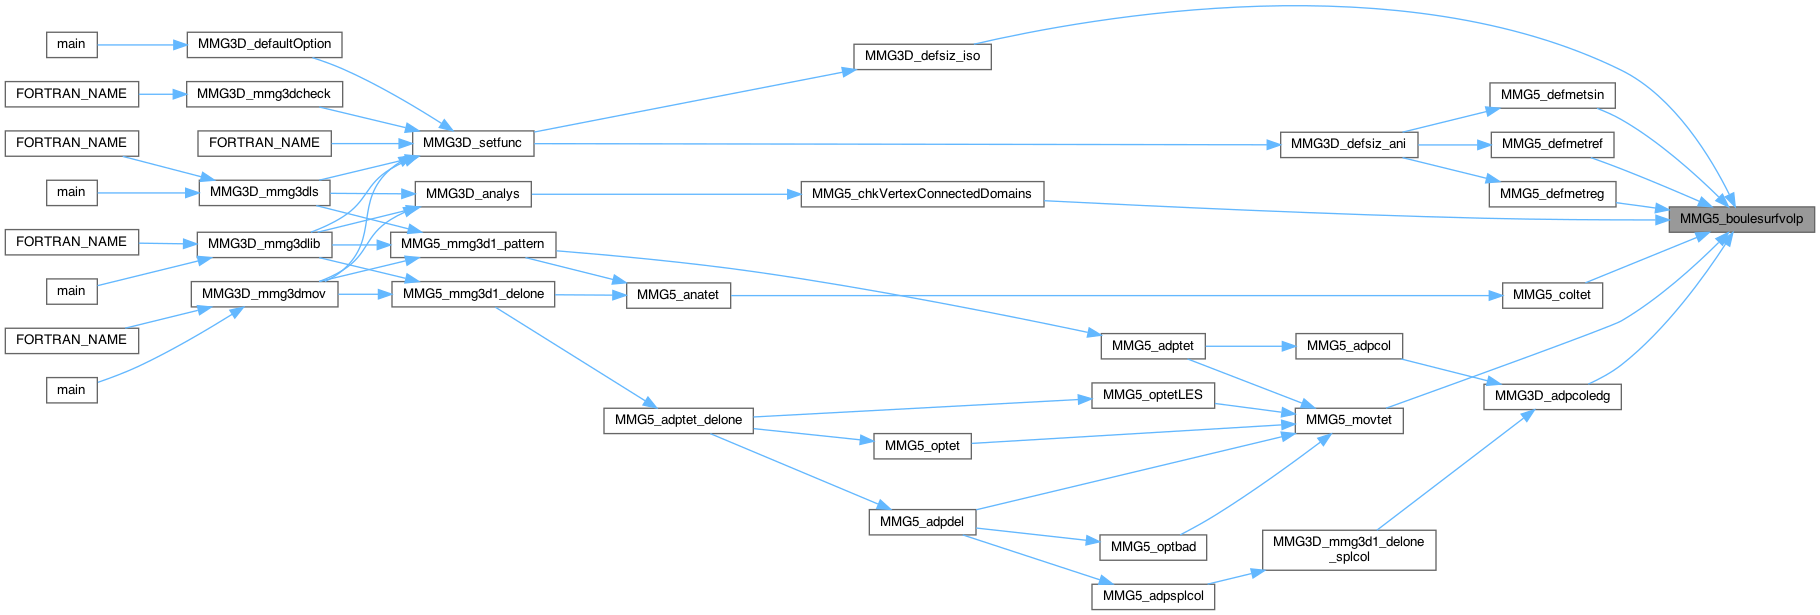 main
MMG3D_defaultOption
FORTRAN_NAME
MMG3D_mmg3dcheck
FORTRAN_NAME
FORTRAN_NAME
MMG3D_setfunc
main
MMG3D_mmg3dls
MMG3D_analys
FORTRAN_NAME
MMG3D_mmg3dlib
MMG5_mmg3d1_pattern
main
MMG3D_mmg3dmov
MMG5_mmg3d1_delone
FORTRAN_NAME
main
MMG3D_defsiz_iso
MMG5_chkVertexConnectedDomains
MMG5_anatet
MMG5_adptet_delone
MMG5_optet
MMG5_adpdel
MMG5_adptet
MMG5_optetLES
MMG5_optbad
MMG5_adpsplcol
MMG3D_defsiz_ani
MMG5_adpcol
MMG5_movtet
MMG3D_mmg3d1_delone
_splcol
MMG5_defmetsin
MMG5_defmetref
MMG5_defmetreg
MMG5_coltet
MMG3D_adpcoledg
MMG5_boulesurfvolp